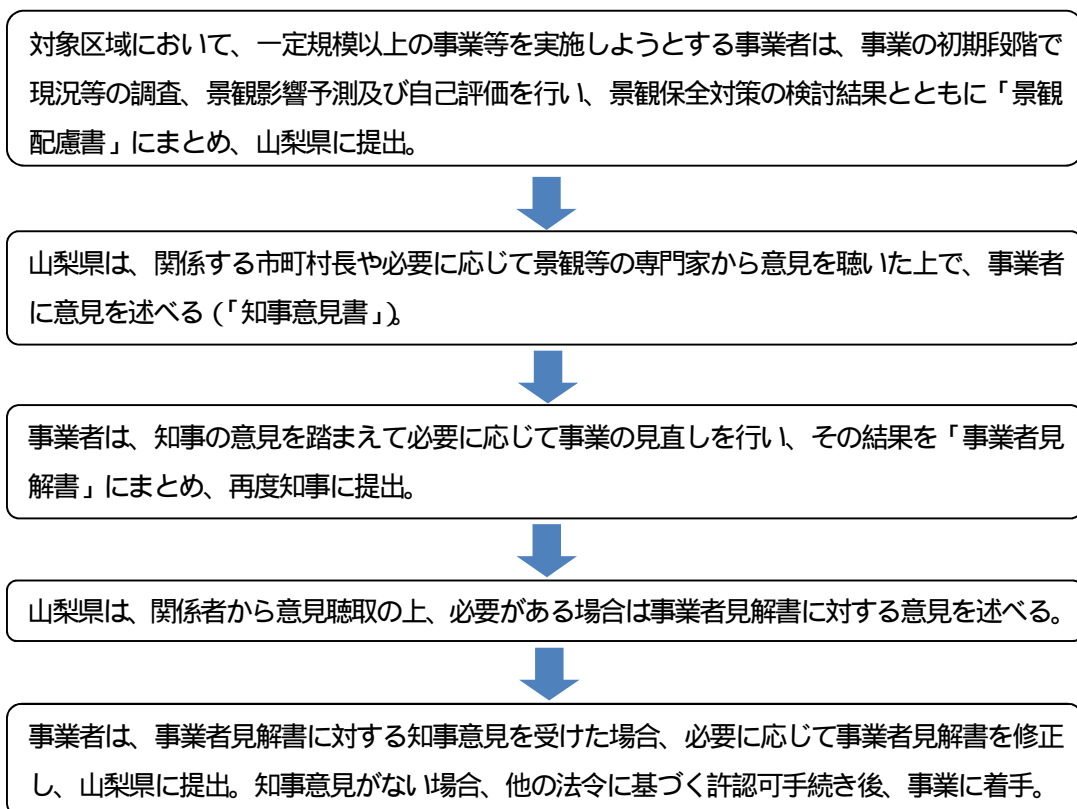 対象区域において、一定規模以上の事業等を実施しようとする事業者は、事業の初期段階で
現況等の調査、景観影響予測及び自己評価を行い、景観保全対策の検討結果とともに「景観
配慮書」にまとめ、山梨県に提出。
山梨県は、関係する市町村長や必要に応じて景観等の専門家から意見を聴いた上で、事業者
に意見を述べる（「知事意見書」）。
事業者は、知事の意見を踏まえて必要に応じて事業の見直しを行い、その結果を「事業者見
解書」にまとめ、再度知事に提出。
山梨県は、関係者から意見聴取の上、必要がある場合は事業者見解書に対する意見を述べる。
事業者は、事業者見解書に対する知事意見を受けた場合、必要に応じて事業者見解書を修正
し、山梨県に提出。知事意見がない場合、他の法令に基づく許認可手続き後、事業に着手。